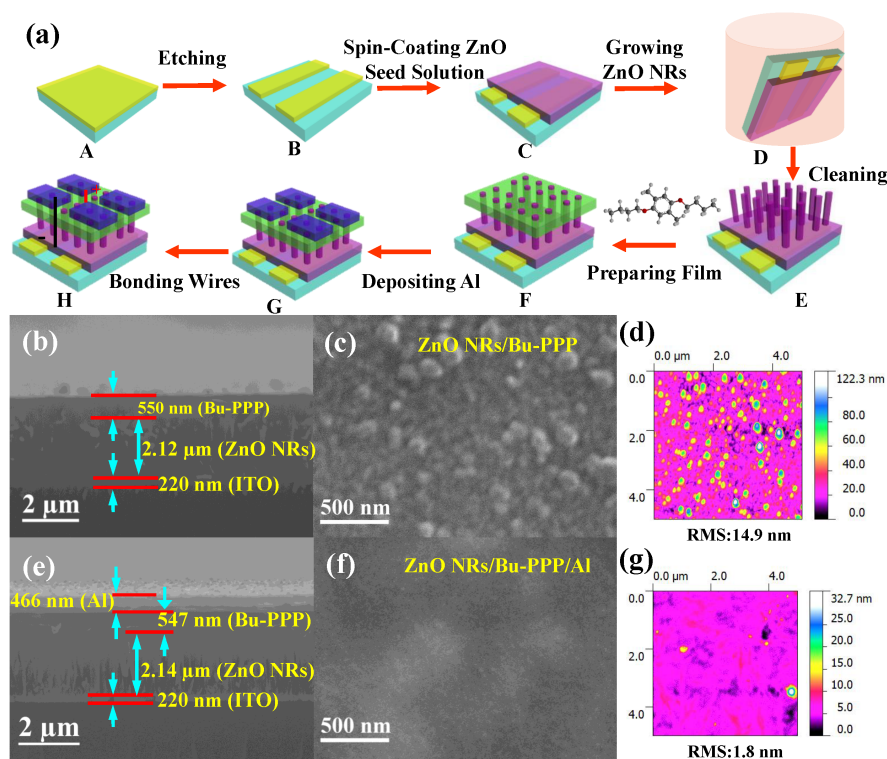 (a)
Etching
Spin-Coating ZnO
Seed Solution
Growing
ZnO NRs
A
B
C
D
Cleaning
H
Bonding Wires
G
Depositing Al
F
Preparing Film
E
(b)
550 nm (Bu-PPP)
2.12 μm (ZnO NRs)
220 nm (ITO)
2 μm
(c)
ZnO NRs/Bu-PPP
500 nm
(d)
0.0 μm 2.0 4.0
0.0
2.0
4.0
122.3 nm
80.0
60.0
40.0
20.0
0.0
RMS:14.9 nm
(e)
466 nm (Al)
547 nm (Bu-PPP)
2.14 μm (ZnO NRs)
220 nm (ITO)
2 μm
(f)
ZnO NRs/Bu-PPP/Al
500 nm
(g)
0.0 μm 2.0 4.0
0.0
2.0
4.0
32.7 nm
25.0
20.0
15.0
10.0
5.0
0.0
RMS:1.8 nm